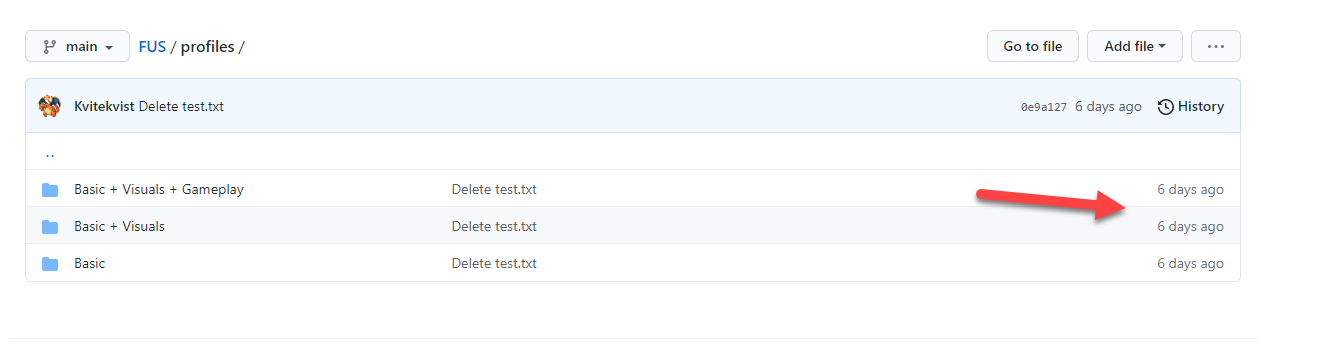 main FUS / profiles / Go to file Add file ...
Kvitekvist Delete test.txt 0e9a127 6 days ago History
..
Basic + Visuals + Gameplay Delete test.txt 6 days ago
Basic + Visuals Delete test.txt 6 days ago
Basic Delete test.txt 6 days ago